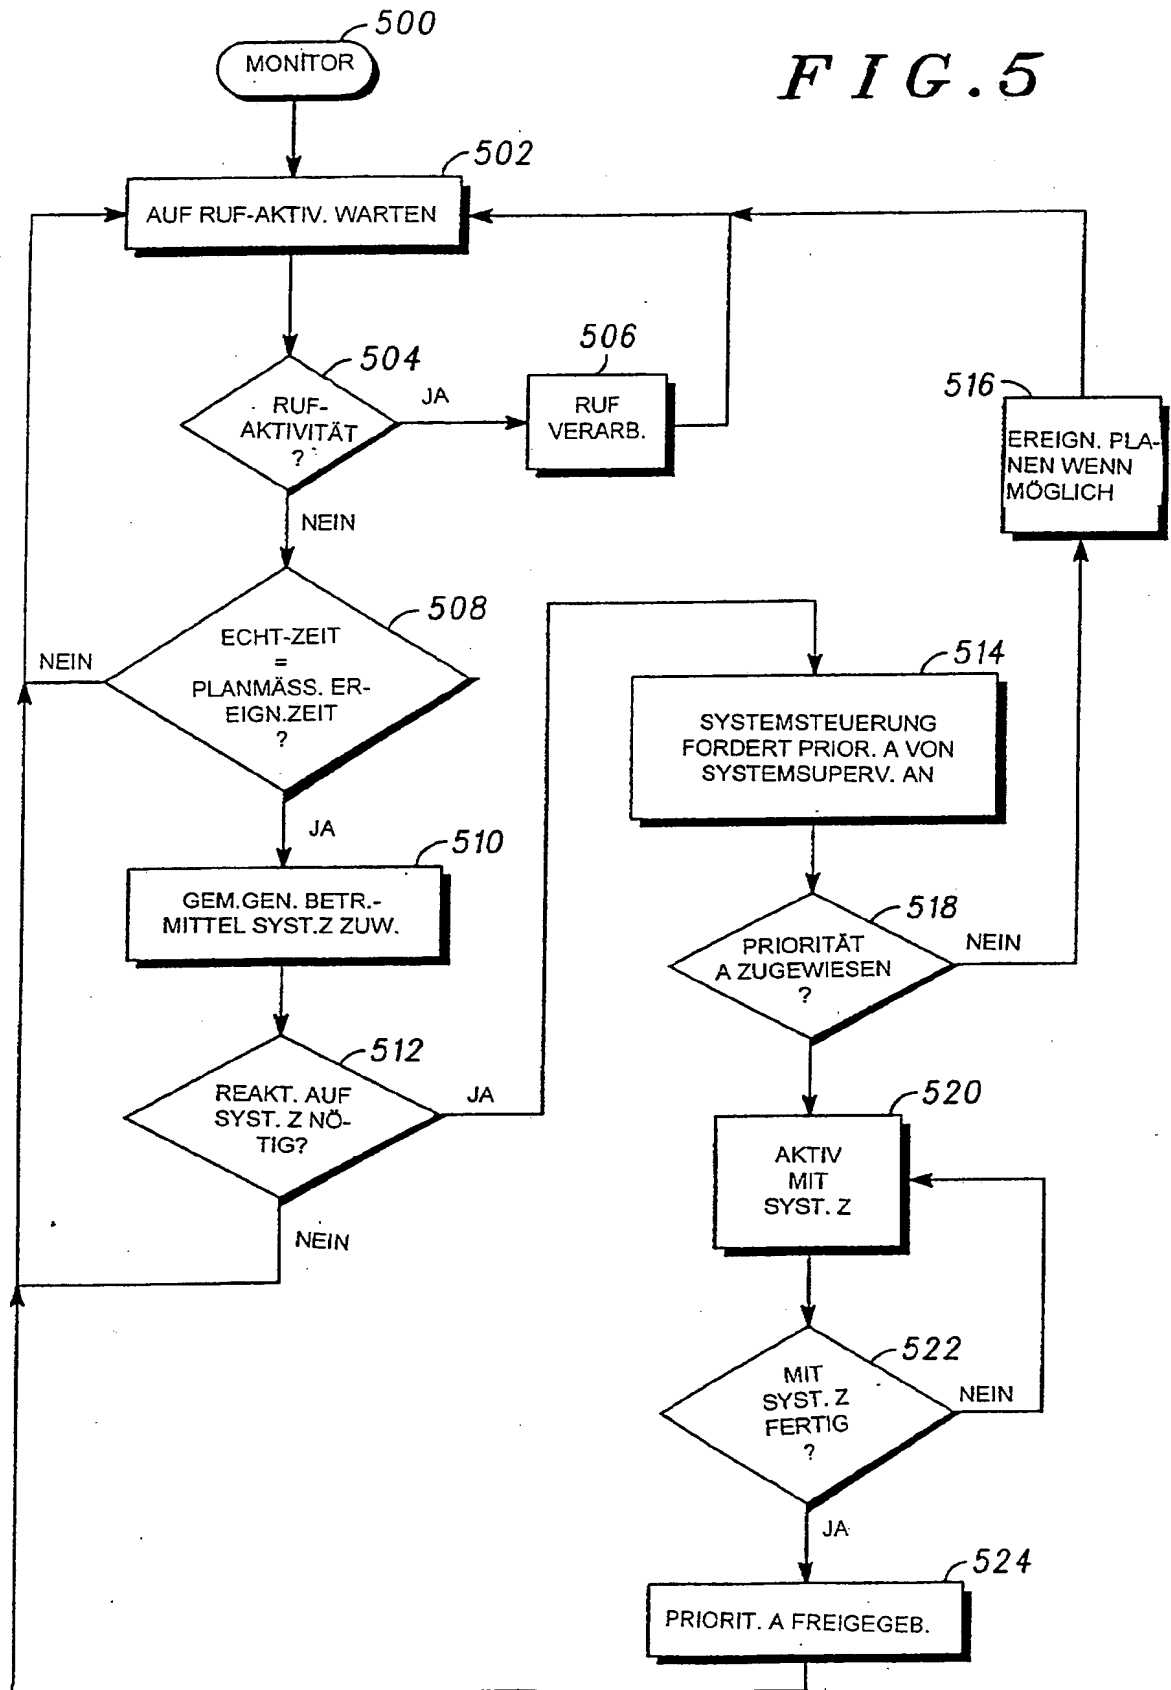 500
MONITOR
FIG. 5
502
AUF RUF-AKTIV. WARTEN
504
RUF-
AKTIVITÄT
?
JA
506
RUF
VERARB.
516
EREIGN. PLA-
NEN WENN
MÖGLICH
NEIN
508
ECHT-ZEIT
=
PLANMÄSS. ER-
EIGN.ZEIT
?
NEIN
JA
510
GEM.GEN. BETR.-
MITTEL SYST.Z ZUW.
512
REAKT. AUF
SYST. Z NÖ-
TIG?
JA
NEIN
514
SYSTEMSTEUERUNG
FORDERT PRIOR. A VON
SYSTEMSUPERV. AN
518
PRIORITÄT
A ZUGEWIESEN
?
NEIN
520
AKTIV
MIT
SYST. Z
522
MIT
SYST. Z
FERTIG
?
NEIN
JA
524
PRIORIT. A FREIGEGEB.